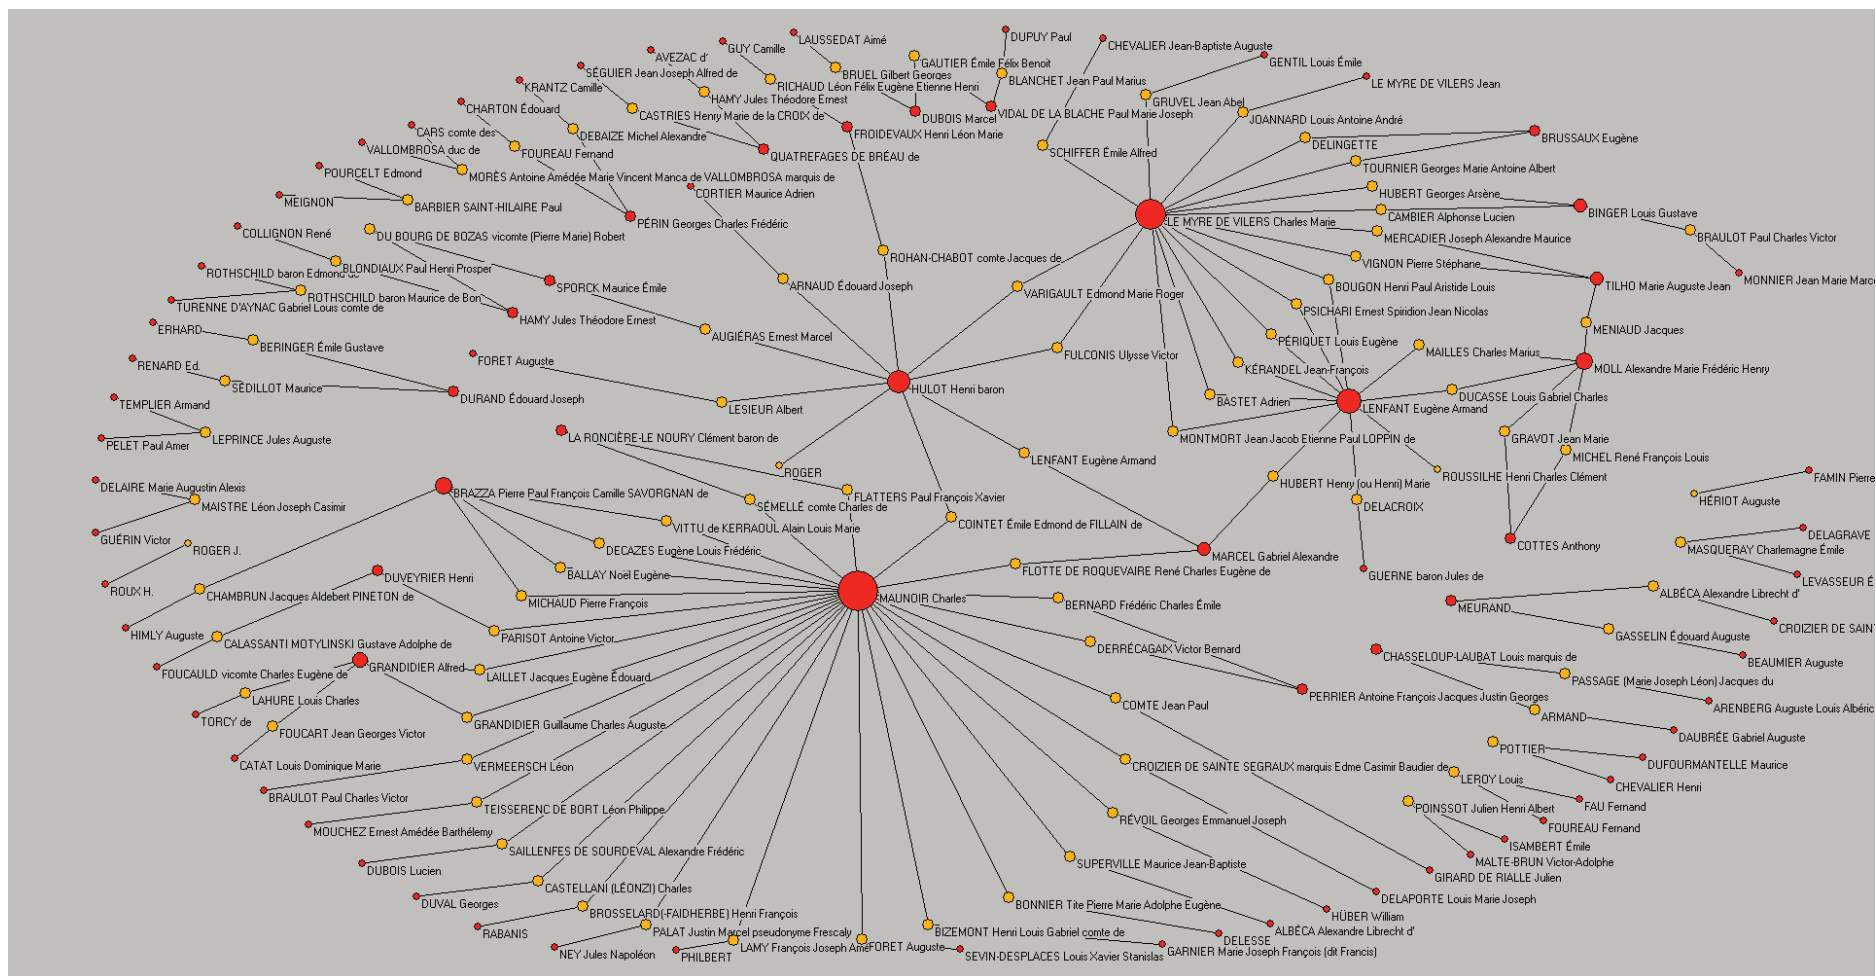 DUPUY Paul
LAUSSEDAT Aimé
CHEVALIER Jean-Baptiste Auguste
GUY Camille
AVEZAC d'
GAUTIER Émile Félix Benoit
GENTIL Louis Émile
SÉGUIER Jean Joseph Alfred de
BRUEL Gilbert Georges
BLANCHET Jean Paul Marius
LE MYRE DE VILERS Jean
KRANTZ Camille
RICHAUD Léon Félix Eugène Etienne Henri
HAMY Jules Théodore Ernest
GRUVEL Jean Abel
CHARTON Édouard
CASTRIES Henry Marie de la CROIX de
DUBOIS Marcel
VIDAL DE LA BLACHE Paul Marie Joseph
JOANNARD Louis Antoine André
CARS comte des
DEBAIZE Michel Alexandre
FROIDEVAUX Henri Léon Marie
BRUSSAUX Eugène
DELINGETTE
VALLOMBROSA duc de
FOUREAU Fernand
QUATREFAGES DE BRÉAU de
SCHIFFER Émile Alfred
TOURNIER Georges Marie Antoine Albert
POURCELT Edmond
MORÈS Antoine Amédée Marie Vincent Manca de VALLOMBROSA marquis de
CORTIER Maurice Adrien
HUBERT Georges Arsène
MEIGNON
BARBIER SAINT-HILAIRE Paul
PÉRIN Georges Charles Frédéric
LE MYRE DE VILERS Charles Marie
CAMBIER Alphonse Lucien
BINGER Louis Gustave
COLLIGNON René
DU BOURG DE BOZAS vicomte (Pierre Marie) Robert
MERCADIER Joseph Alexandre Maurice
BRAULOT Paul Charles Victor
ROHAN-CHABOT comte Jacques de
BLONDIAUX Paul Henri Prosper
ROTHSCHILD baron Edmond de
VIGNON Pierre Stéphane
MONNIER Jean Marie Marc
SPORCK Maurice Émile
ARNAUD Édouard Joseph
VARIGAULT Edmond Marie Roger
BOUGON Henri Paul Aristide Louis
TILHO Marie Auguste Jean
ROTHSCHILD baron Maurice de Bon
TURENNE D'AYNAC Gabriel Louis comte de
HAMY Jules Théodore Ernest
PSICHARI Ernest Spiridion Jean Nicolas
ERHARD
AUGIÉRAS Ernest Marcel
MENIAUD Jacques
BERINGER Émile Gustave
PÉRIQUET Louis Eugène
FORET Auguste
FULCONIS Ulysse Victor
MAILLES Charles Marius
RENARD Ed.
KÉRANDEL Jean-François
MOLL Alexandre Marie Frédéric Henry
SÉDILLOT Maurice
HULOT Henri baron
DURAND Édouard Joseph
DUCASSE Louis Gabriel Charles
BASTET Adrien
TEMPLIER Armand
LESIEUR Albert
LENFANT Eugène Armand
LA RONCIÈRE-LE NOURY Clément baron de
MONTMORT Jean Jacob Etienne Paul LOPPIN de
GRAVOT Jean Marie
PELET Paul Amer
LEPRINCE Jules Auguste
MICHEL René François Louis
LENFANT Eugène Armand
ROGER
ROUSSILHE Henri Charles Clément
FAMIN Pierre
DELAIRE Marie Augustin Alexis
HUBERT Henry (ou Henri) Marie
BRAZZA Pierre Paul François Camille SAVORGNAN de
FLATTERS Paul François Xavier
HÉRIOT Auguste
MAISTRE Léon Joseph Casimir
SÉMELLÉ comte Charles de
DELACROIX
VITTU de KERRAOUL Alain Louis Marie
COINTET Émile Edmond de FILLAIN de
DELAGRAVE
GUÉRIN Victor
COTTES Anthony
MASQUERAY Charlemagne Émile
ROGER J.
DECAZES Eugène Louis Frédéric
MARCEL Gabriel Alexandre
FLOTTE DE ROQUEVAIRE René Charles Eugène de
GUERNE baron Jules de
BALLAY Noël Eugène
DUVEYRIER Henri
LEVASSEUR É
ROUX H.
CHAMBRUN Jacques Aldebert PINETON de
MICHAUD Pierre François
MAUNOIR Charles
BERNARD Frédéric Charles Émile
ALBÉCA Alexandre Librecht d'
MEURAND
HIMLY Auguste
CROIZIER DE SAINT
PARISOT Antoine Victor
GASSELIN Édouard Auguste
CALASSANTI MOTYLINSKI Gustave Adolphe de
DERRÉCAGAIX Victor Bernard
CHASSELOUP-LAUBAT Louis marquis de
BEAUMIER Auguste
GRANDIDIER Alfred
FOUCAULD vicomte Charles Eugène de
LAILLET Jacques Eugène Édouard
PASSAGE (Marie Joseph Léon) Jacques du
PERRIER Antoine François Jacques Justin Georges
LAHURE Louis Charles
COMTE Jean Paul
ARENBERG Auguste Louis Albéric
TORCY de
GRANDIDIER Guillaume Charles Auguste
ARMAND
FOUCART Jean Georges Victor
DAUBRÉE Gabriel Auguste
POTTIER
CATAT Louis Dominique Marie
VERMEERSCH Léon
CROIZIER DE SAINTE SEGRAUX marquis Edme Casimir Baudier de
DUFOURMANTELLE Maurice
LEROY Louis
CHEVALIER Henri
BRAULOT Paul Charles Victor
TEISSERENC DE BORT Léon Philippe
POINSSOT Julien Henri Albert
FAU Fernand
RÉVOIL Georges Emmanuel Joseph
MOUCHEZ Ernest Amédée Barthélemy
FOUREAU Fernand
SAILLENFES DE SOURDEVAL Alexandre Frédéric
ISAMBERT Émile
SUPERVILLE Maurice Jean-Baptiste
MALTE-BRUN Victor-Adolphe
DUBOIS Lucien
GIRARD DE RIALLE Julien
CASTELLANI (LÉONZI) Charles
DUVAL Georges
DELAPORTE Louis Marie Joseph
BONNIER Tite Pierre Marie Adolphe Eugène
BROSSELARD(-FAIDHERBE) Henri François
HÜBER William
RABANIS
PALAT Justin Marcel pseudonyme Frescaly
BIZEMONT Henri Louis Gabriel comte de
ALBÉCA Alexandre Librecht d'
DELESSE
LAMY François Joseph Amé
FORET Auguste
GARNIER Marie Joseph François (dit Francis)
NEY Jules Napoléon
PHILBERT
SEVIN-DESPLACES Louis Xavier Stanislas